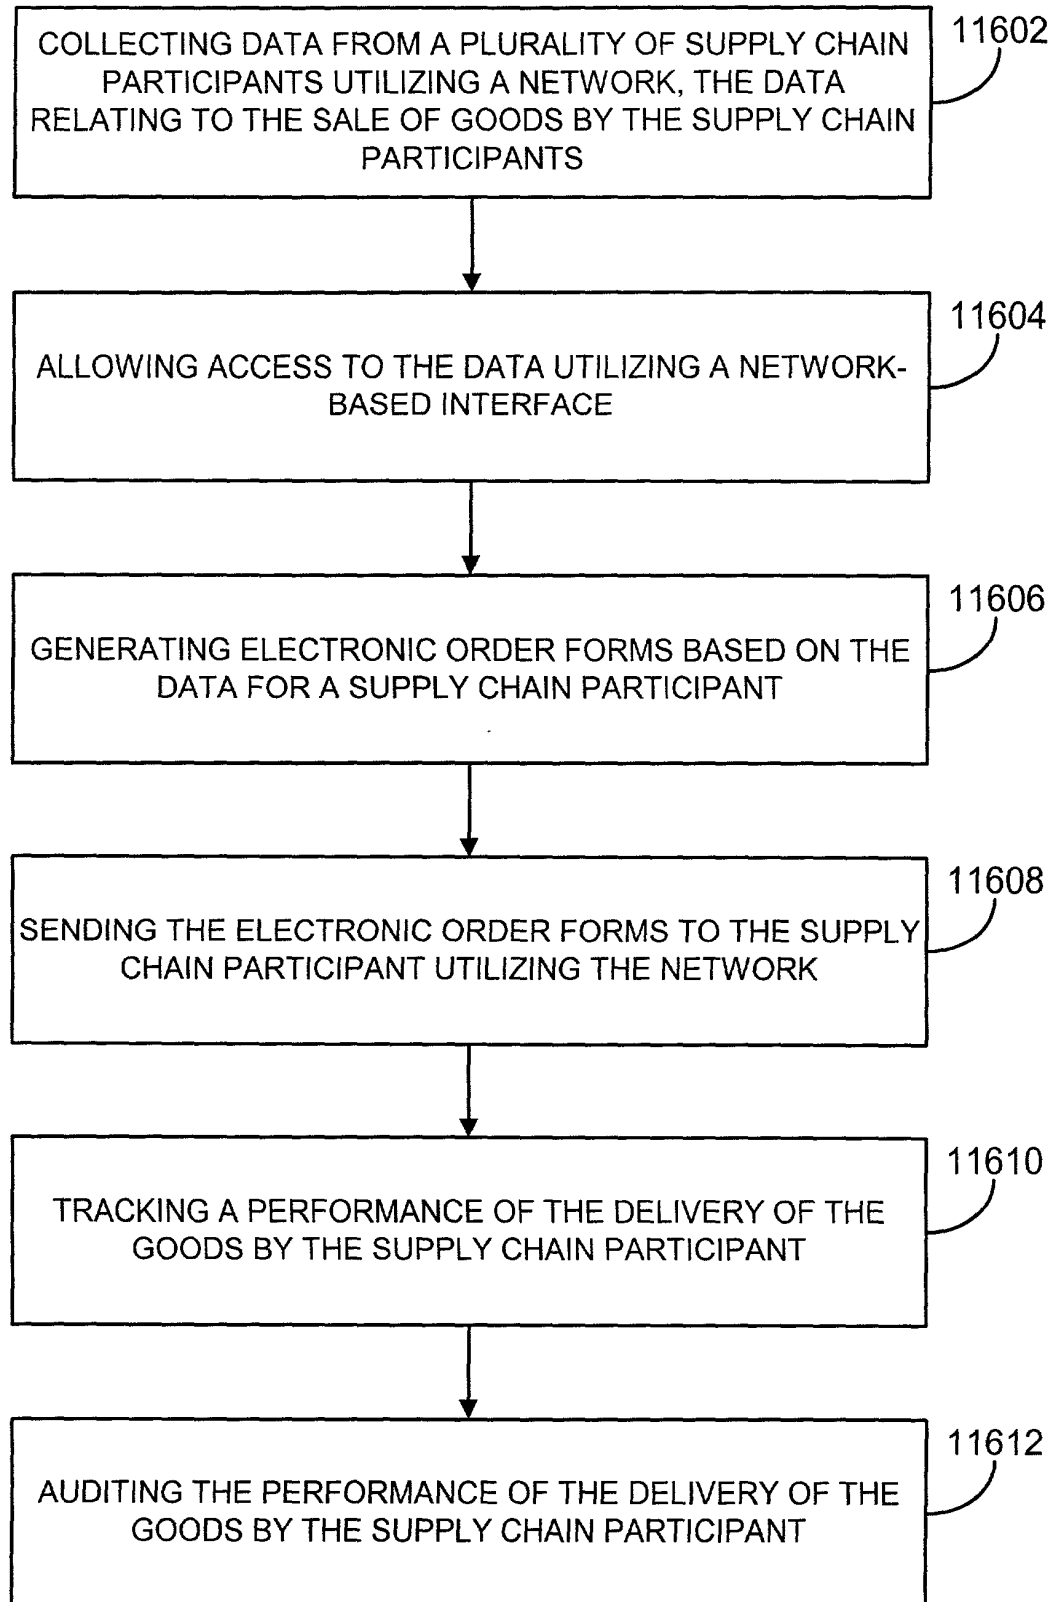 COLLECTING DATA FROM A PLURALITY OF SUPPLY CHAIN
PARTICIPANTS UTILIZING A NETWORK, THE DATA
RELATING TO THE SALE OF GOODS BY THE SUPPLY CHAIN
PARTICIPANTS
11602
ALLOWING ACCESS TO THE DATA UTILIZING A NETWORK-
BASED INTERFACE
11604
GENERATING ELECTRONIC ORDER FORMS BASED ON THE
DATA FOR A SUPPLY CHAIN PARTICIPANT
11606
SENDING THE ELECTRONIC ORDER FORMS TO THE SUPPLY
CHAIN PARTICIPANT UTILIZING THE NETWORK
11608
TRACKING A PERFORMANCE OF THE DELIVERY OF THE
GOODS BY THE SUPPLY CHAIN PARTICIPANT
11610
AUDITING THE PERFORMANCE OF THE DELIVERY OF THE
GOODS BY THE SUPPLY CHAIN PARTICIPANT
11612